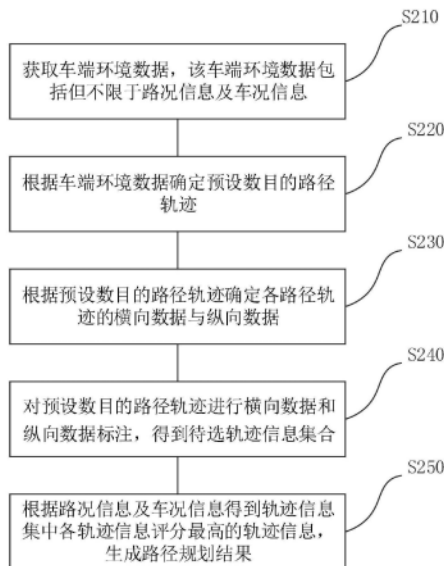 S210
获取车端环境数据，该车端环境数据包
括但不限于路况信息及车况信息
S220
根据车端环境数据确定预设数目的路径
轨迹
S230
根据预设数目的路径轨迹确定各路径轨
迹的横向数据与纵向数据
S240
对预设数目的路径轨迹进行横向数据和
纵向数据标注，得到待选轨迹信息集合
S250
根据路况信息及车况信息得到轨迹信息
集中各轨迹信息评分最高的轨迹信息，
生成路径规划结果